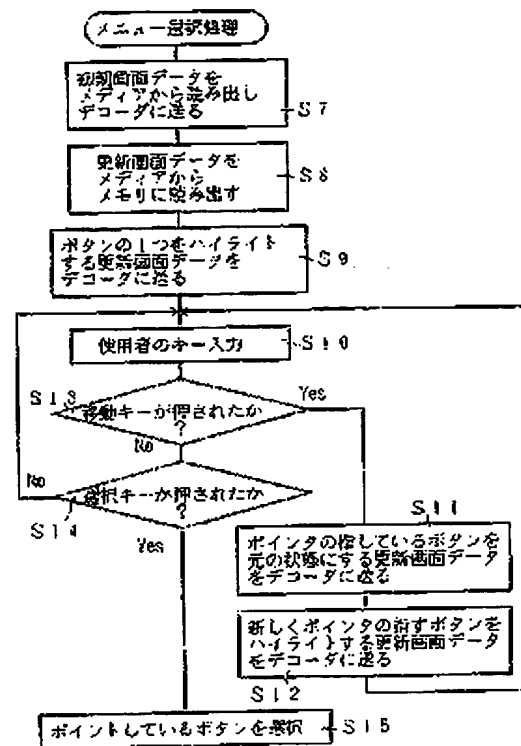 メニュー選択処理
初期画面データを
メディアから読み出し
デコーダに送る
S7
更新画面データを
メディアから
メモリに読み出す
S8
ボタンの1つをハイライト
する更新画面データを
デコーダに送る
S9
使用者のキー入力
S10
S13
移動キーが押されたか
?
Yes
No
No
選択キーが押されたか
?
S14
Yes
S11
ポインタの指しているボタンを
元の状態にする更新画面データ
をデコーダに送る
新しくポインタの指すボタンを
ハイライトする更新画面データ
をデコーダに送る
S12
ポイントしているボタンを選択
S15